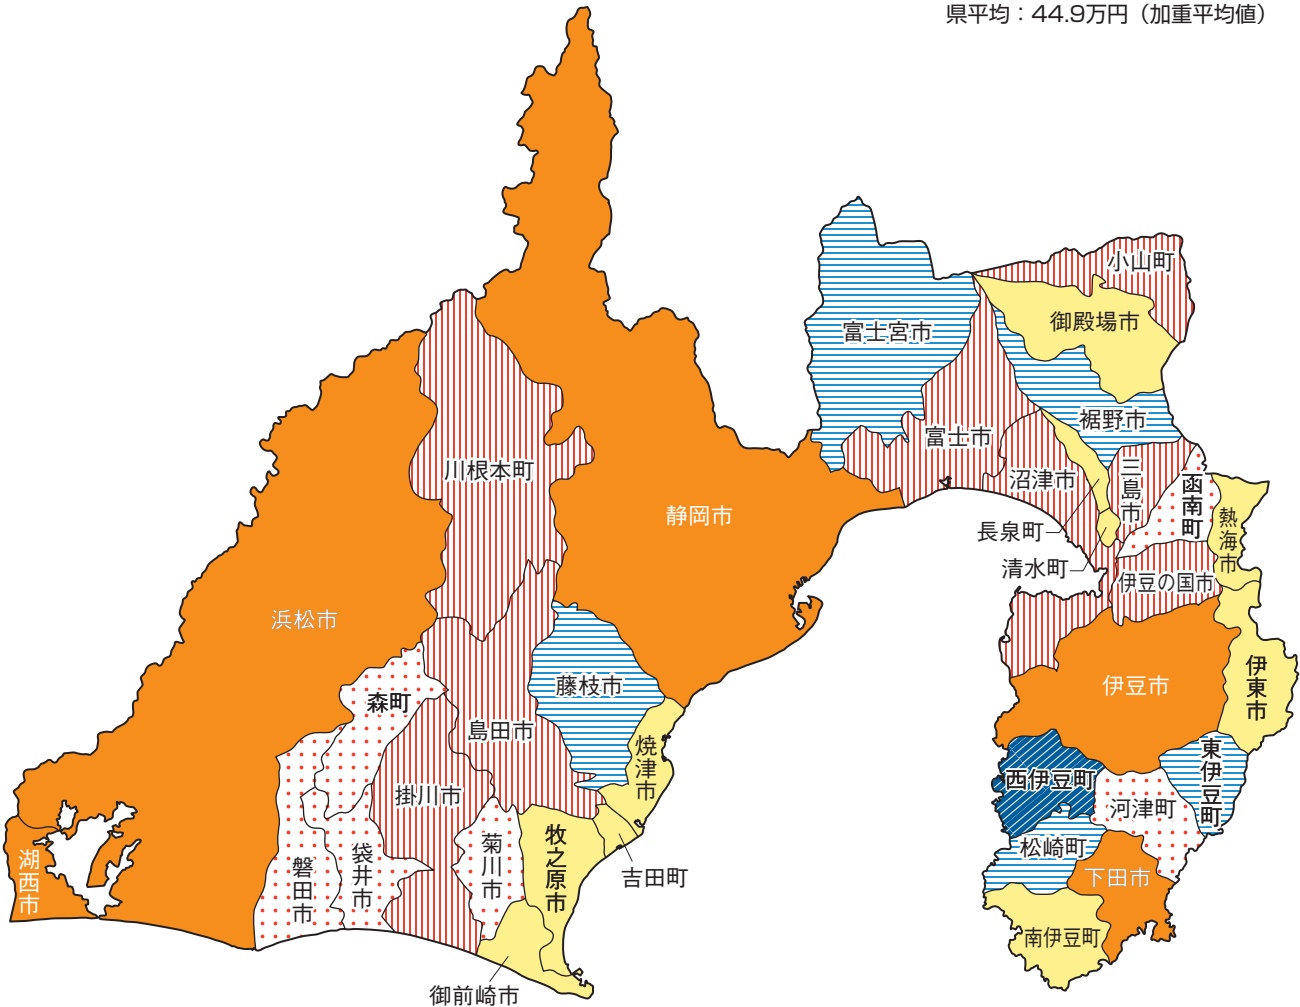 県平均：44.9万円（加重平均値）
小山町
御殿場市
富士宮市
裾野市
富士市
川根本町
三島市
沼津市
函南町
静岡市
熱海市
長泉町
清水町
伊豆の国市
浜松市
伊東市
藤枝市
伊豆市
森町
島田市
焼津市
東伊豆町
西伊豆町
掛川市
河津町
牧之原市
菊川市
松崎町
袋井市
湖西市
磐田市
吉田町
下田市
南伊豆町
御前崎市